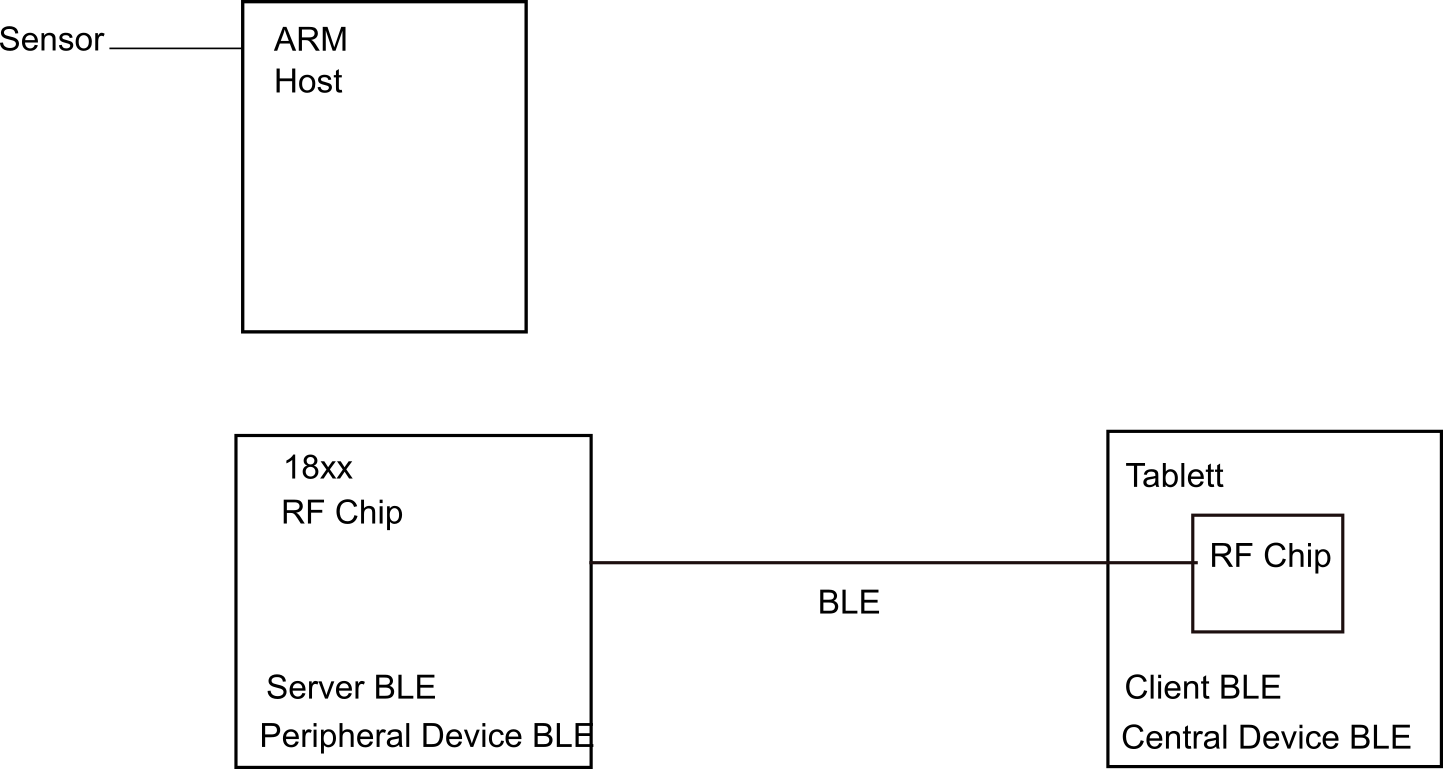 Sensor
ARM
Host
18xx
RF Chip
Server BLE
Peripheral Device BLE
BLE
Tablett
RF Chip
Client BLE
Central Device BLE